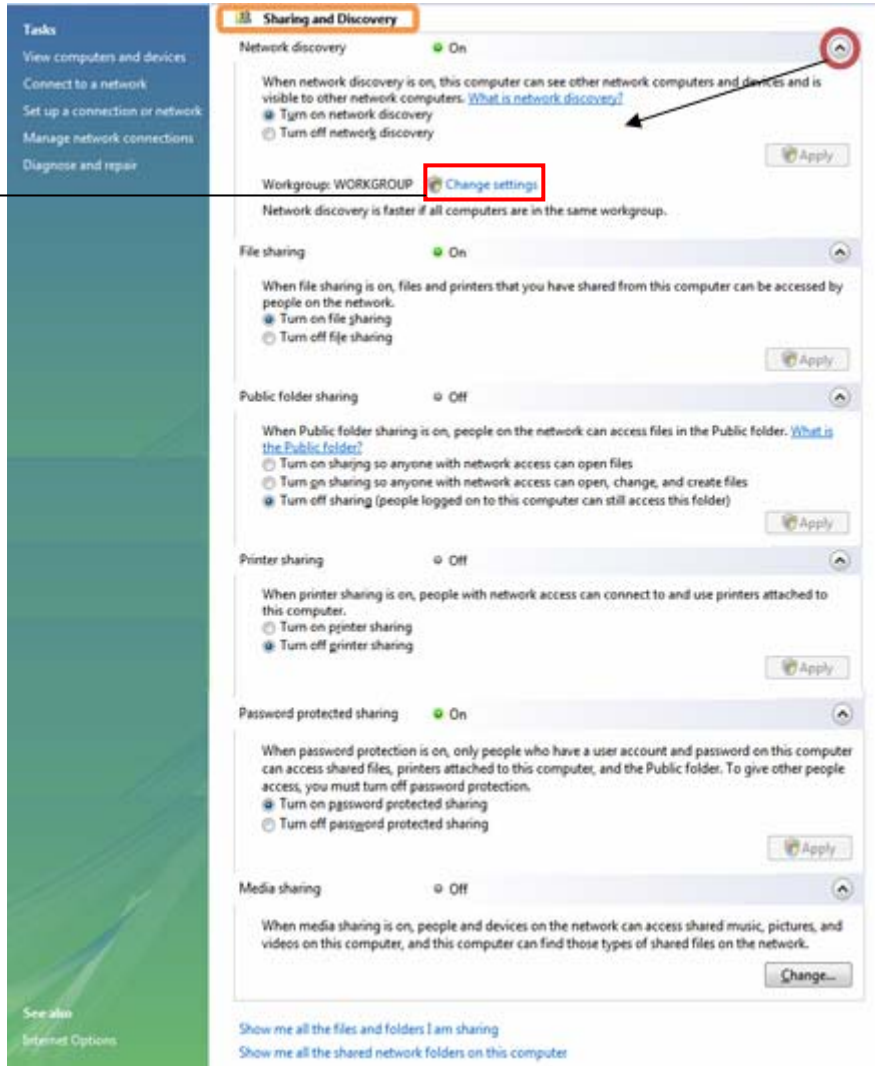 Tasks
View computers and devices
Connect to a network
Set up a connection or network
Manage network connections
Diagnose and repair
See also
Internet Options
Sharing and Discovery
Network discovery On
When network discovery is on, this computer can see other network computers and devices and is
visible to other network computers. What is network discovery?
Turn on network discovery
Turn off network discovery
Apply
Workgroup: WORKGROUP Change settings
Network discovery is faster if all computers are in the same workgroup.
File sharing On
When file sharing is on, files and printers that you have shared from this computer can be accessed by
people on the network.
Turn on file sharing
Turn off file sharing
Apply
Public folder sharing Off
When Public folder sharing is on, people on the network can access files in the Public folder. What is
the Public folder?
Turn on sharing so anyone with network access can open files
Turn on sharing so anyone with network access can open, change, and create files
Turn off sharing (people logged on to this computer can still access this folder)
Apply
Printer sharing Off
When printer sharing is on, people with network access can connect to and use printers attached to
this computer.
Turn on printer sharing
Turn off printer sharing
Apply
Password protected sharing On
When password protection is on, only people who have a user account and password on this computer
can access shared files, printers attached to this computer, and the Public folder. To give other people
access, you must turn off password protection.
Turn on password protected sharing
Turn off password protected sharing
Apply
Media sharing Off
When media sharing is on, people and devices on the network can access shared music, pictures, and
videos on this computer, and this computer can find those types of shared files on the network.
Change...
Show me all the files and folders I am sharing
Show me all the shared network folders on this computer